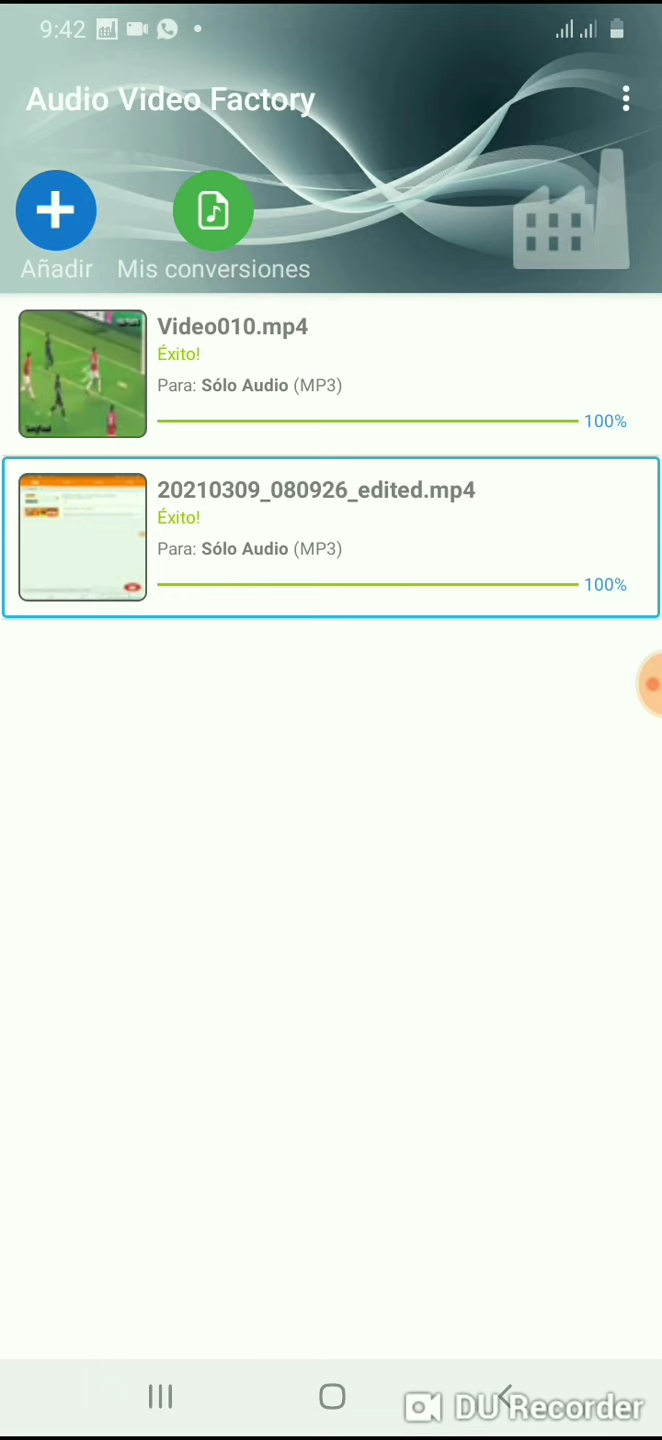 9:42
Audio Video Factory
Añadir
Mis conversiones
Video010.mp4
Éxito!
Para: Sólo Audio (MP3)
100%
20210309_080926_edited.mp4
Éxito!
Para: Sólo Audio (MP3)
100%
DU Recorder